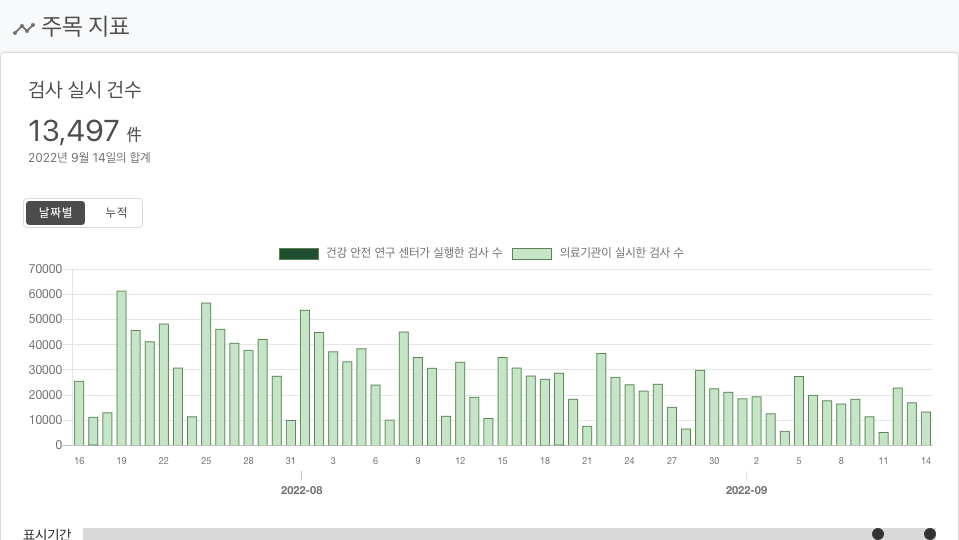 주목 지표
검사 실시 건수
13,497 件
2022년 9월 14일의 합계
날짜별 누적
건강 안전 연구 센터가 실행한 검사 수 의료기관이 실시한 검사 수
70000
60000
50000
40000
30000
20000
10000
0
16 19 22 25 28 31 3 6 9 12 15 18 21 24 27 30 2 5 8 11 14
2022-08 2022-09
표시기간